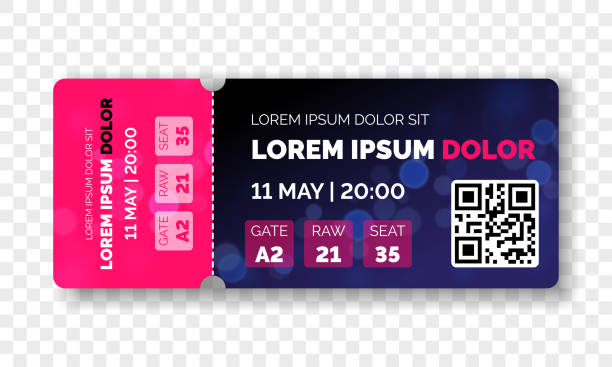 LOREM IPSUM DOLOR SIT
LOREM IPSUM DOLOR
11 MAY | 20:00
GATE RAW SEAT
A2 21 35
LOREM IPSUM DOLOR SIT
LOREM IPSUM DOLOR
11 MAY | 20:00
GATE RAW SEAT
A2 21 35